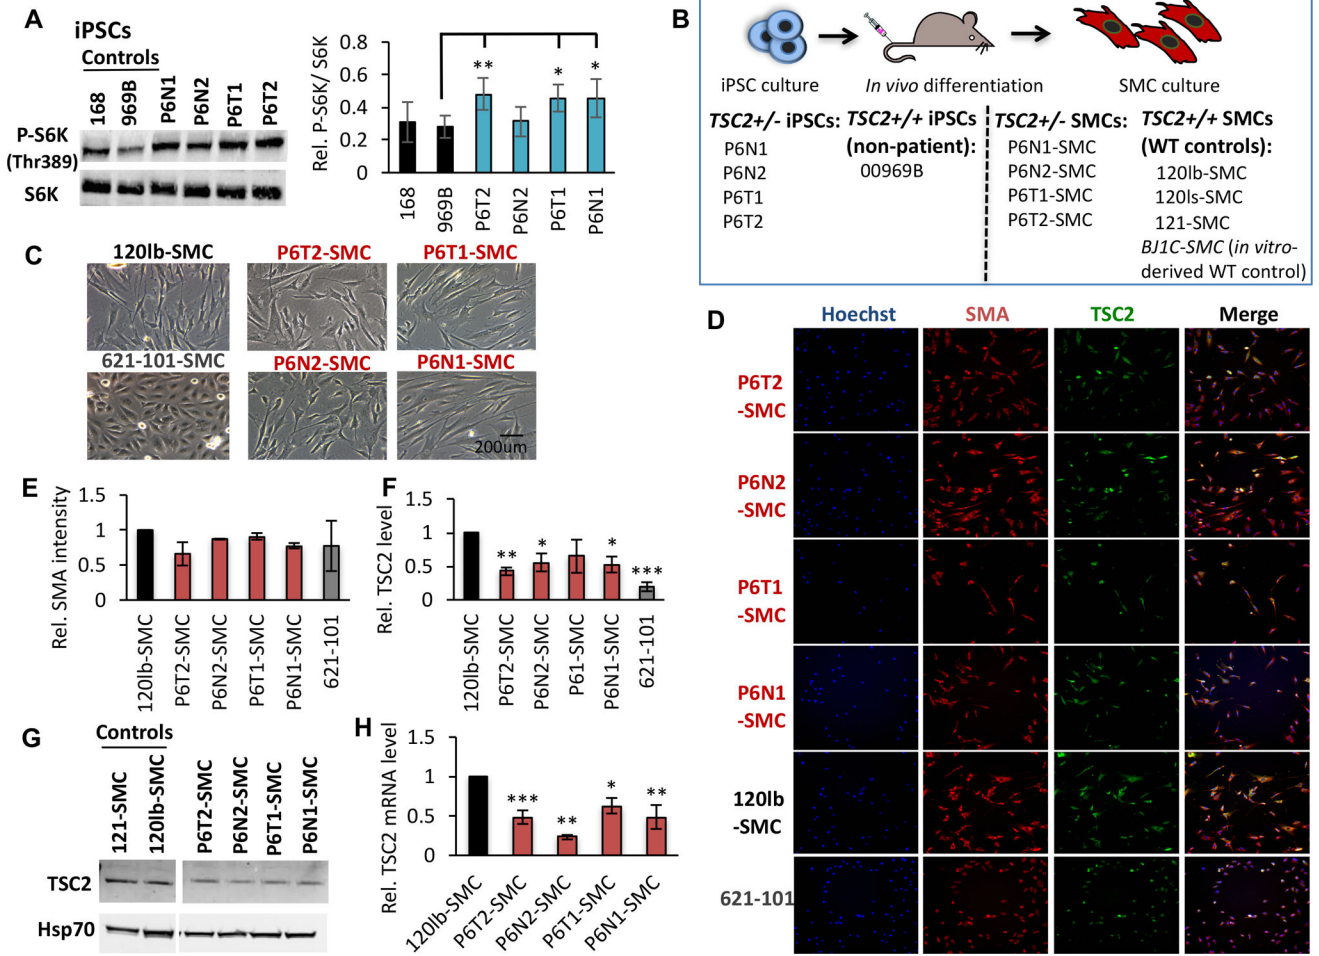 A
iPSCs
Controls
168
969B
P6N1
P6N2
P6T1
P6T2
P-S6K
(Thr389)
S6K
Rel. P-S6K/ S6K
0.8
0.6
0.4
0.2
0
**
*
*
168
969B
P6T2
P6N2
P6T1
P6N1
B
iPSC culture
In vivo differentiation
SMC culture
TSC2+/- iPSCs:
P6N1
P6N2
P6T1
P6T2
TSC2+/+ iPSCs
(non-patient):
00969B
TSC2+/- SMCs:
P6N1-SMC
P6N2-SMC
P6T1-SMC
P6T2-SMC
TSC2+/+ SMCs
(WT controls):
120lb-SMC
120ls-SMC
121-SMC
BJ1C-SMC (in vitro-
derived WT control)
C
120lb-SMC
P6T2-SMC
P6T1-SMC
621-101-SMC
P6N2-SMC
P6N1-SMC
200um
D
Hoechst
SMA
TSC2
Merge
P6T2
-SMC
P6N2
-SMC
P6T1
-SMC
P6N1
-SMC
120lb
-SMC
621-101
E
Rel. SMA intensity
1.5
1
0.5
0
120lb-SMC
P6T2-SMC
P6N2-SMC
P6T1-SMC
P6N1-SMC
621-101
F
Rel. TSC2 level
1.5
1
0.5
0
**
*
*
***
120lb-SMC
P6T2-SMC
P6N2-SMC
P61-SMC
P6N1-SMC
621-101
G
Controls
121-SMC
120lb-SMC
P6T2-SMC
P6N2-SMC
P6T1-SMC
P6N1-SMC
TSC2
Hsp70
H
Rel. TSC2 mRNA level
1.5
1
0.5
0
***
**
*
**
120lb-SMC
P6T2-SMC
P6N2-SMC
P6T1-SMC
P6N1-SMC